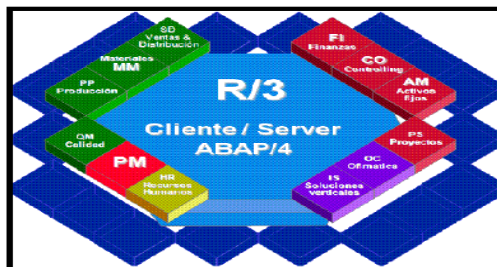 SD
Ventas &
Distribución
Materiales
MM
PP
Producción
FI
Finanzas
CO
Controlling
AM
Activos
fijos
R/3
Cliente / Server
ABAP/4
QM
Calidad
PM
HR
Recursos
Humanos
PS
Proyectos
OC
Ofimatica
IS
Soluciones
verticales